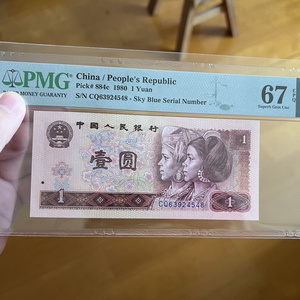 PMG
MONEY GUARANTY
China / People's Republic
Pick# 884c 1980 1 Yuan
S/N CQ63924548 - Sky Blue Serial Number
67 EPQ
Superb Gem Unc
中国人民银行
1
壹圆
CQ63924548
1
1